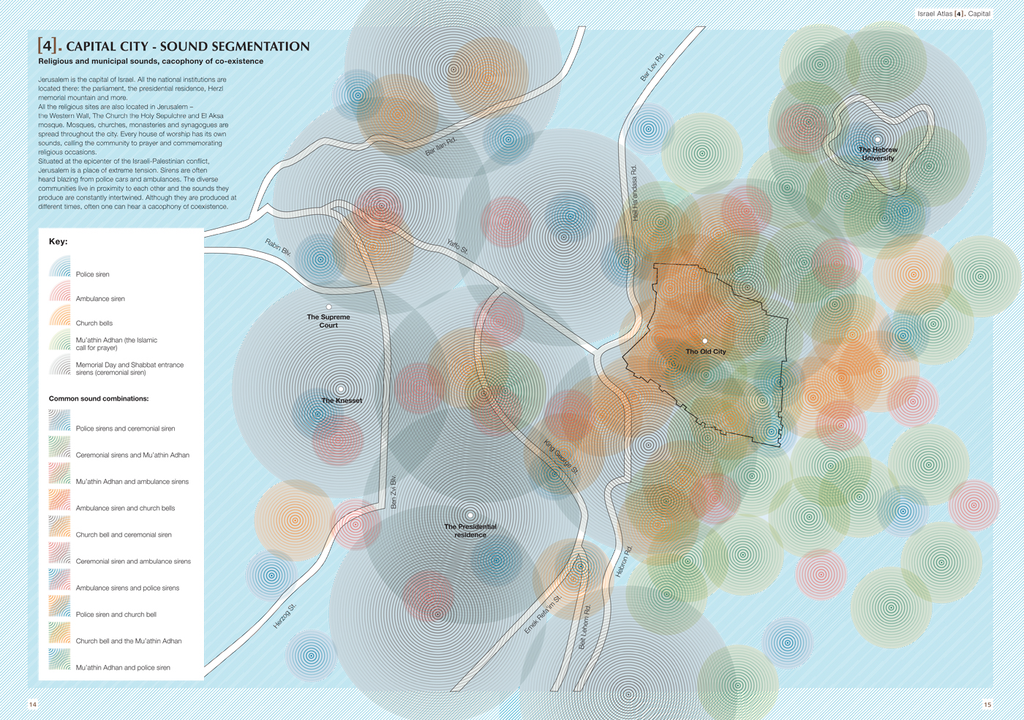 Israel Atlas [4]. Capital
[4]. CAPITAL CITY - SOUND SEGMENTATION
Religious and municipal sounds, cacophony of co-existence
Jerusalem is the capital of Israel. All the national institutions are
located there: the parliament, the presidential residence, Herzl
memorial mountain and more.
All the religious sites are also located in Jerusalem –
the Western Wall, The Church the Holy Sepulchre and El Aksa
mosque. Mosques, churches, monasteries and synagogues are
spread throughout the city. Every house of worship has its own
sounds, calling the community to prayer and commemorating
religious occasions.
Situated at the epicenter of the Israeli-Palestinian conflict,
Jerusalem is a place of extreme tension. Sirens are often
heard blazing from police cars and ambulances. The diverse
communities live in proximity to each other and the sounds they
produce are constantly intertwined. Although they are produced at
different times, often one can hear a cacophony of coexistence.
Key:
Police siren
Ambulance siren
Church bells
Mu'athin Adhan (the Islamic
call for prayer)
Memorial Day and Shabbat entrance
sirens (ceremonial siren)
Common sound combinations:
Police sirens and ceremonial siren
Ceremonial sirens and Mu'athin Adhan
Mu'athin Adhan and ambulance sirens
Ambulance siren and church bells
Church bell and ceremonial siren
Ceremonial siren and ambulance sirens
Ambulance sirens and police sirens
Police siren and church bell
Church bell and the Mu'athin Adhan
Mu'athin Adhan and police siren
Bar Lev Rd.
Bar Ilan Rd.
The Hebrew
University
Heil Ha'andasa Rd.
Rabin Blv.
Yaffo St.
The Supreme
Court
The Old City
The Knesset
King George St.
Ben Zvi Blv.
The Presidential
residence
Hebron Rd.
Herzog St.
Emek Refa'im St.
Beit Lehem Rd.
14
15